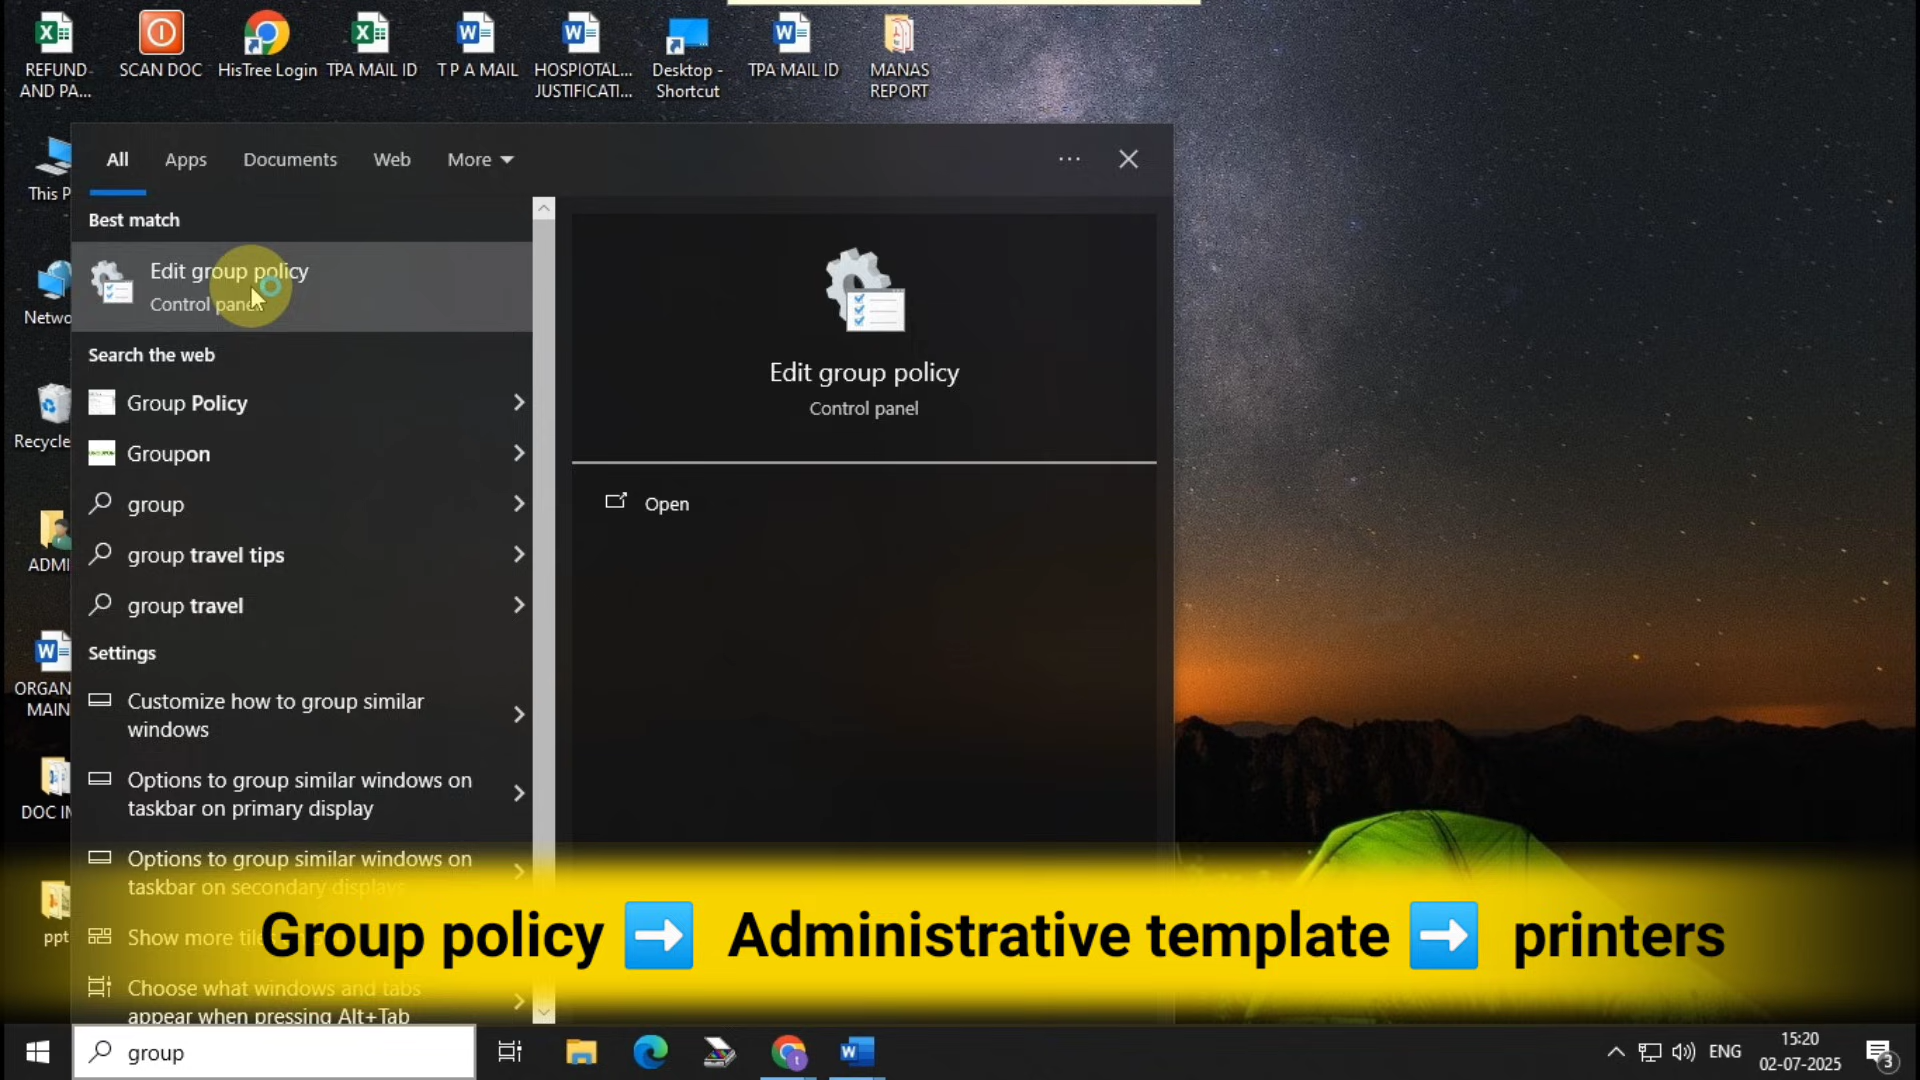 REFUND AND PA...
SCAN DOC
HisTree Login
TPA MAIL ID
T P A MAIL
HOSPIOTAL... JUSTIFICATI...
Desktop - Shortcut
TPA MAIL ID
MANAS REPORT
This P
Netwo
Recycle
ADMI
ORGAN MAIN
DOC IM
ppt
All Apps Documents Web More
Best match
Edit group policy
Control panel
Search the web
Group Policy
Groupon
group
group travel tips
group travel
Settings
Customize how to group similar
windows
Options to group similar windows on
taskbar on primary display
Options to group similar windows on
taskbar on secondary displays
Show more tiles
Choose what windows and tabs
appear when pressing Alt+Tab
Edit group policy
Control panel
Open
Group policy ➡ Administrative template ➡ printers
group
ENG
15:20
02-07-2025
3